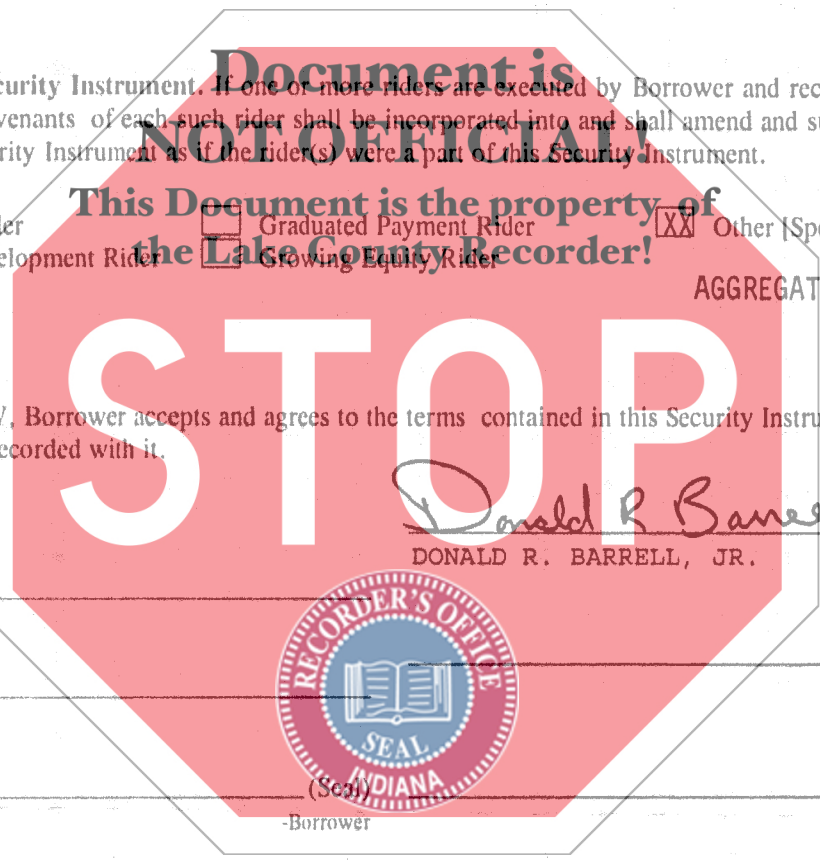 Document is
curity Instrument. If one or more riders are executed by Borrower and rec
venants of each such rider shall be incorporated into and shall amend and su
NOT OFFICIAL!
rity Instrument as if the rider(s) were a part of this Security Instrument.
This Document is the property of
der Graduated Payment Rider XX Other [Spe
the Lake County Recorder!
elopment Rider Growing Equity Rider
AGGREGAT
STOP
, Borrower accepts and agrees to the terms contained in this Security Instru
ecorded with it.
Donald R Barre
DONALD R. BARRELL, JR.
RECORDER'S OFFICE
SEAL
INDIANA
(Seal)
-Borrower